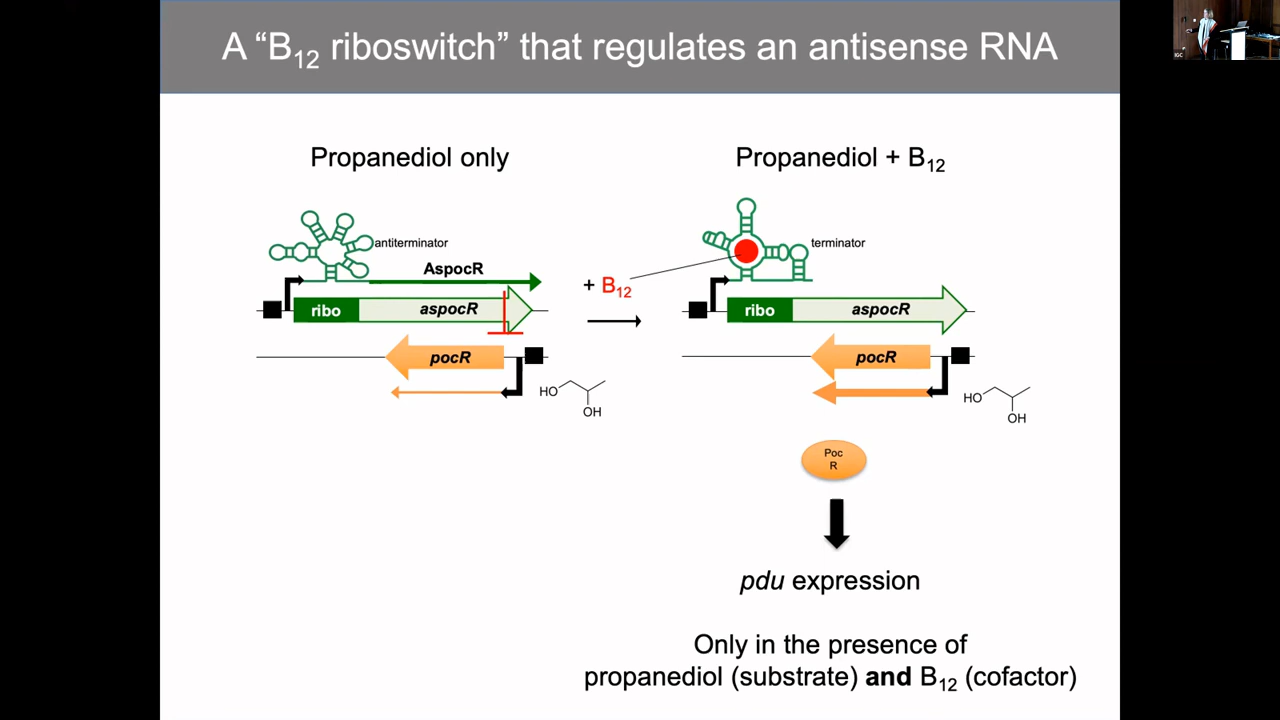 A “B12 riboswitch” that regulates an antisense RNA
Propanediol only
Propanediol + B12
antiterminator
terminator
AspocR
+ B12
ribo
aspocR
ribo
aspocR
pocR
pocR
HO
OH
HO
OH
Poc
R
pdu expression
Only in the presence of
propanediol (substrate) and B12 (cofactor)
IGC